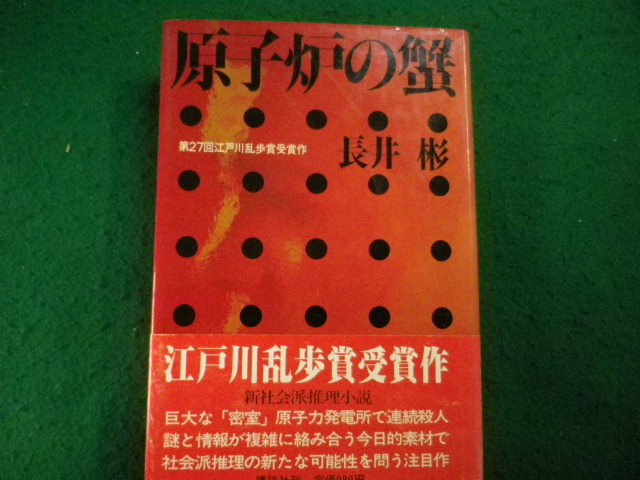 原子炉の蟹
第27回江戸川乱歩賞受賞作
長井 彬
江戸川乱歩賞受賞作
新社会派推理小説
巨大な「密室」原子力発電所で連続殺人
謎と情報が複雑に絡み合う今日的素材で
社会派推理の新たな可能性を問う注目作
講談社刊